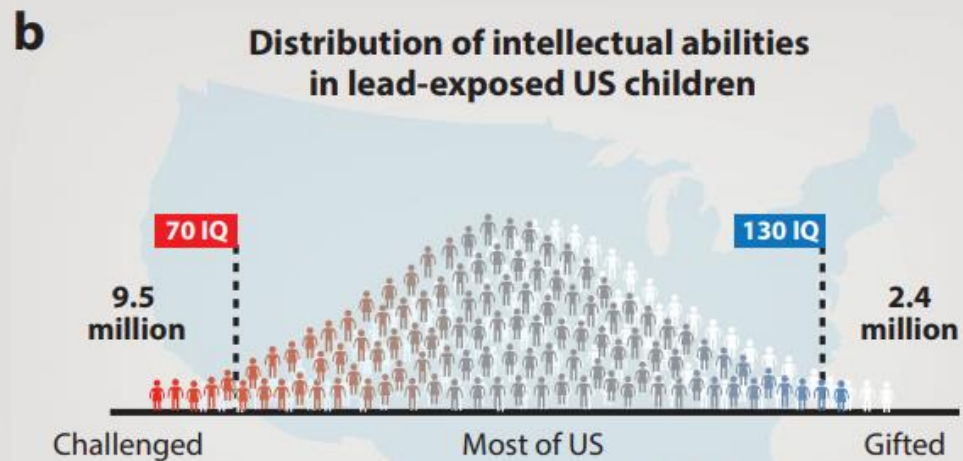 b
Distribution of intellectual abilities
in lead-exposed US children
70 IQ
130 IQ
9.5
million
2.4
million
Challenged
Most of US
Gifted